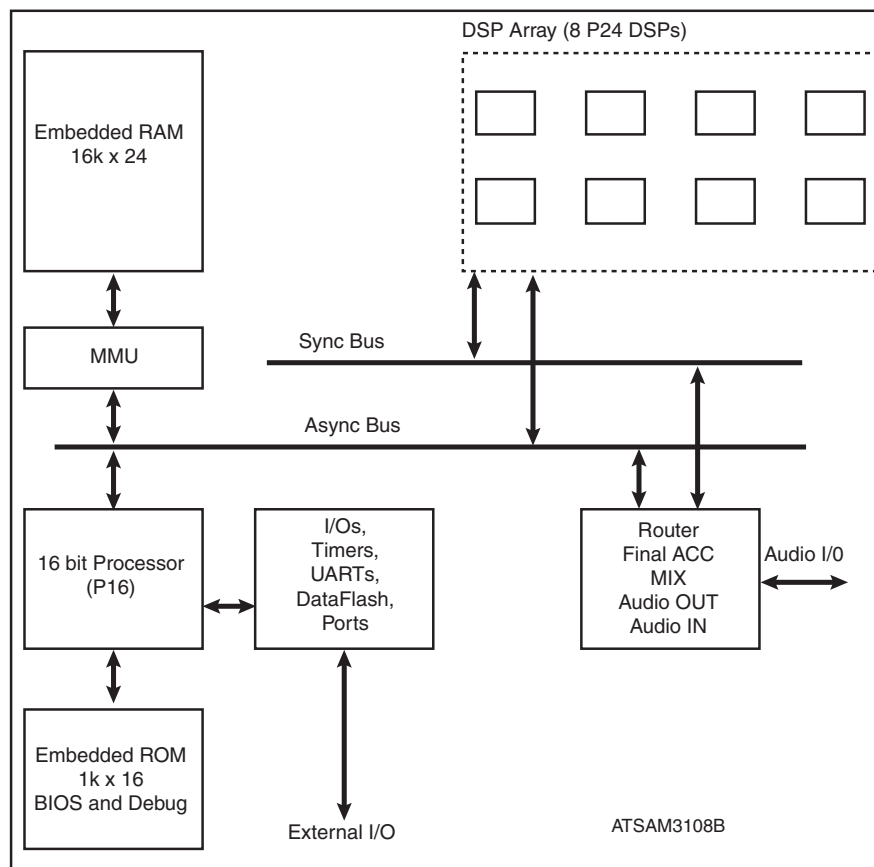 DSP Array (8 P24 DSPs)
Embedded RAM
16k x 24
MMU
Sync Bus
Async Bus
16 bit Processor
(P16)
I/Os,
Timers,
UARTs,
DataFlash,
Ports
Router
Final ACC
MIX
Audio OUT
Audio IN
Audio I/0
Embedded ROM
1k x 16
BIOS and Debug
External I/O
ATSAM3108B